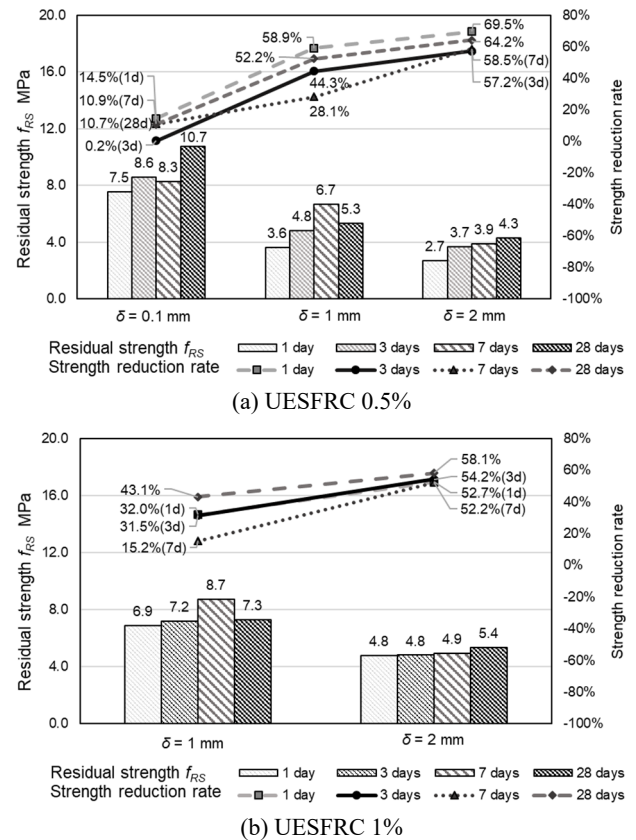 20.0
16.0
12.0
8.0
4.0
0.0
Residual strength fRS MPa
80%
60%
40%
20%
0%
-20%
-40%
-60%
-80%
-100%
Strength reduction rate
14.5%(1d)
10.9%(7d)
10.7%(28d)
0.2%(3d)
58.9%
52.2%
44.3%
28.1%
69.5%
64.2%
58.5%(7d)
57.2%(3d)
7.5
8.6
8.3
10.7
3.6
4.8
6.7
5.3
2.7
3.7
3.9
4.3
δ = 0.1 mm
δ = 1 mm
δ = 2 mm
Residual strength fRS 1 day 3 days 7 days 28 days
Strength reduction rate 1 day 3 days 7 days 28 days
(a) UESFRC 0.5%
20.0
16.0
12.0
8.0
4.0
0.0
Residual strength fRS MPa
80%
60%
40%
20%
0%
-20%
-40%
-60%
-80%
-100%
Strength reduction rate
43.1%
32.0%(1d)
31.5%(3d)
15.2%(7d)
58.1%
54.2%(3d)
52.7%(1d)
52.2%(7d)
6.9
7.2
8.7
7.3
4.8
4.8
4.9
5.4
δ = 1 mm
δ = 2 mm
Residual strength fRS 1 day 3 days 7 days 28 days
Strength reduction rate 1 day 3 days 7 days 28 days
(b) UESFRC 1%